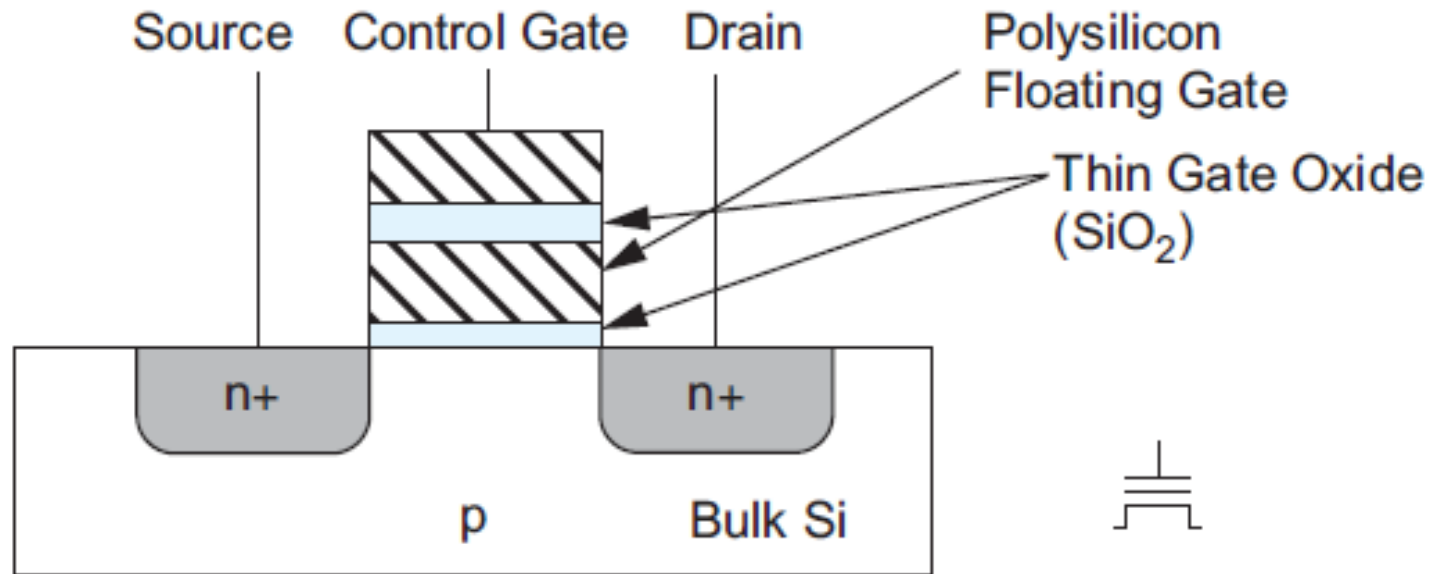 Source
Control Gate
Drain
Polysilicon
Floating Gate
Thin Gate Oxide
(SiO₂)
n+
n+
p
Bulk Si